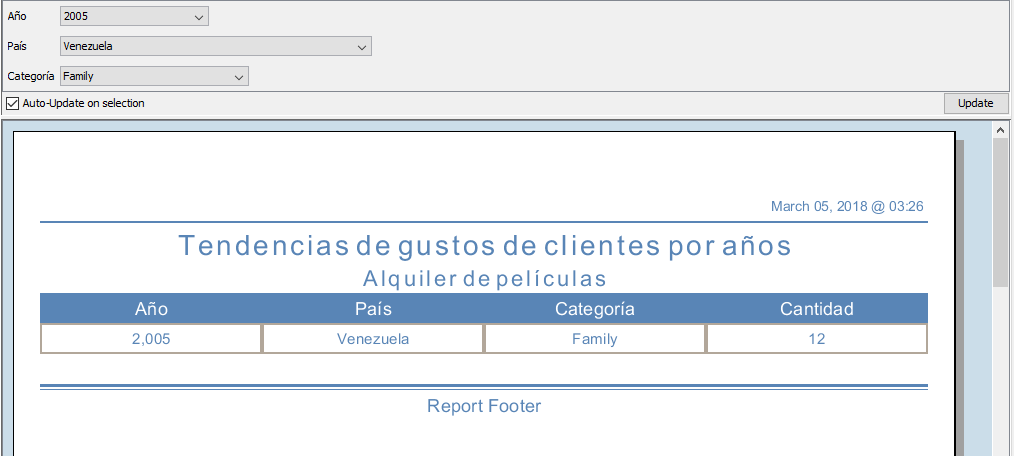 Año 2005
País Venezuela
Categoría Family
Auto-Update on selection Update
March 05, 2018 @ 03:26
Tendencias de gustos de clientes por años
Alquiler de películas
Año País Categoría Cantidad
2,005 Venezuela Family 12
Report Footer